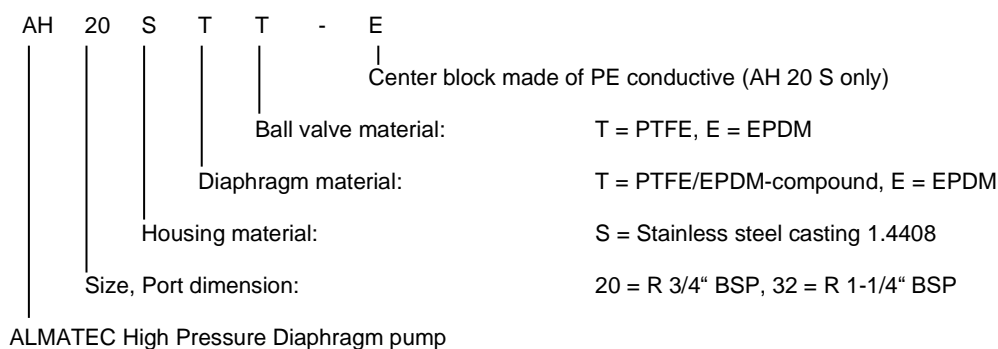 AH 20 S T T - E
Center block made of PE conductive (AH 20 S only)
Ball valve material: T = PTFE, E = EPDM
Diaphragm material: T = PTFE/EPDM-compound, E = EPDM
Housing material: S = Stainless steel casting 1.4408
Size, Port dimension: 20 = R 3/4“ BSP, 32 = R 1-1/4“ BSP
ALMATEC High Pressure Diaphragm pump